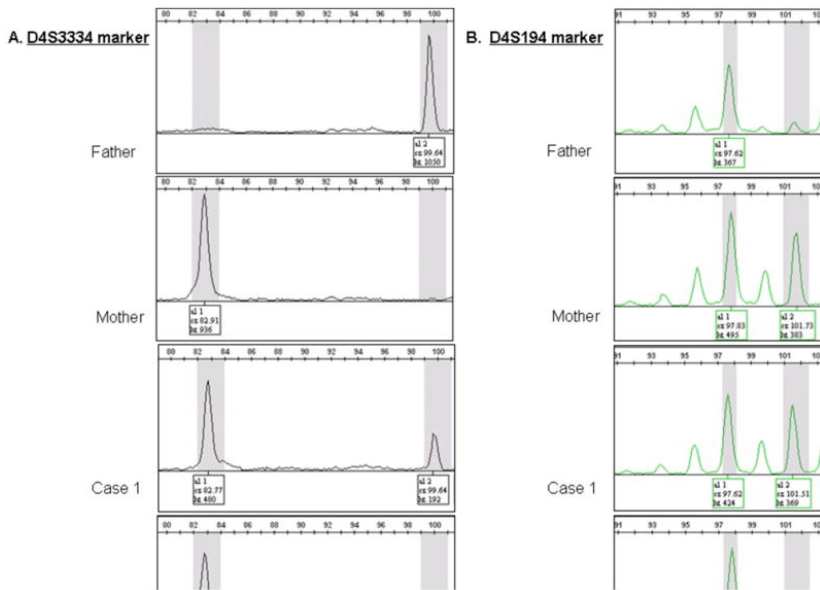 A. D4S3334 marker
80 82 84 86 88 90 92 94 96 98 100
Father
al 2
sz 99.64
ht 1050
80 82 84 86 88 90 92 94 96 98 100
Mother
al 1
sz 82.91
ht 936
80 82 84 86 88 90 92 94 96 98 100
Case 1
al 1
sz 82.77
ht 480
al 2
sz 99.64
ht 192
80 82 84 86 88 90 92 94 96 98 100
B. D4S194 marker
91 93 95 97 99 101
Father
al 1
sz 97.62
ht 367
91 93 95 97 99 101
Mother
al 1
sz 97.83
ht 495
al 2
sz 101.73
ht 383
91 93 95 97 99 101
Case 1
al 1
sz 97.62
ht 424
al 2
sz 101.51
ht 369
91 93 95 97 99 101